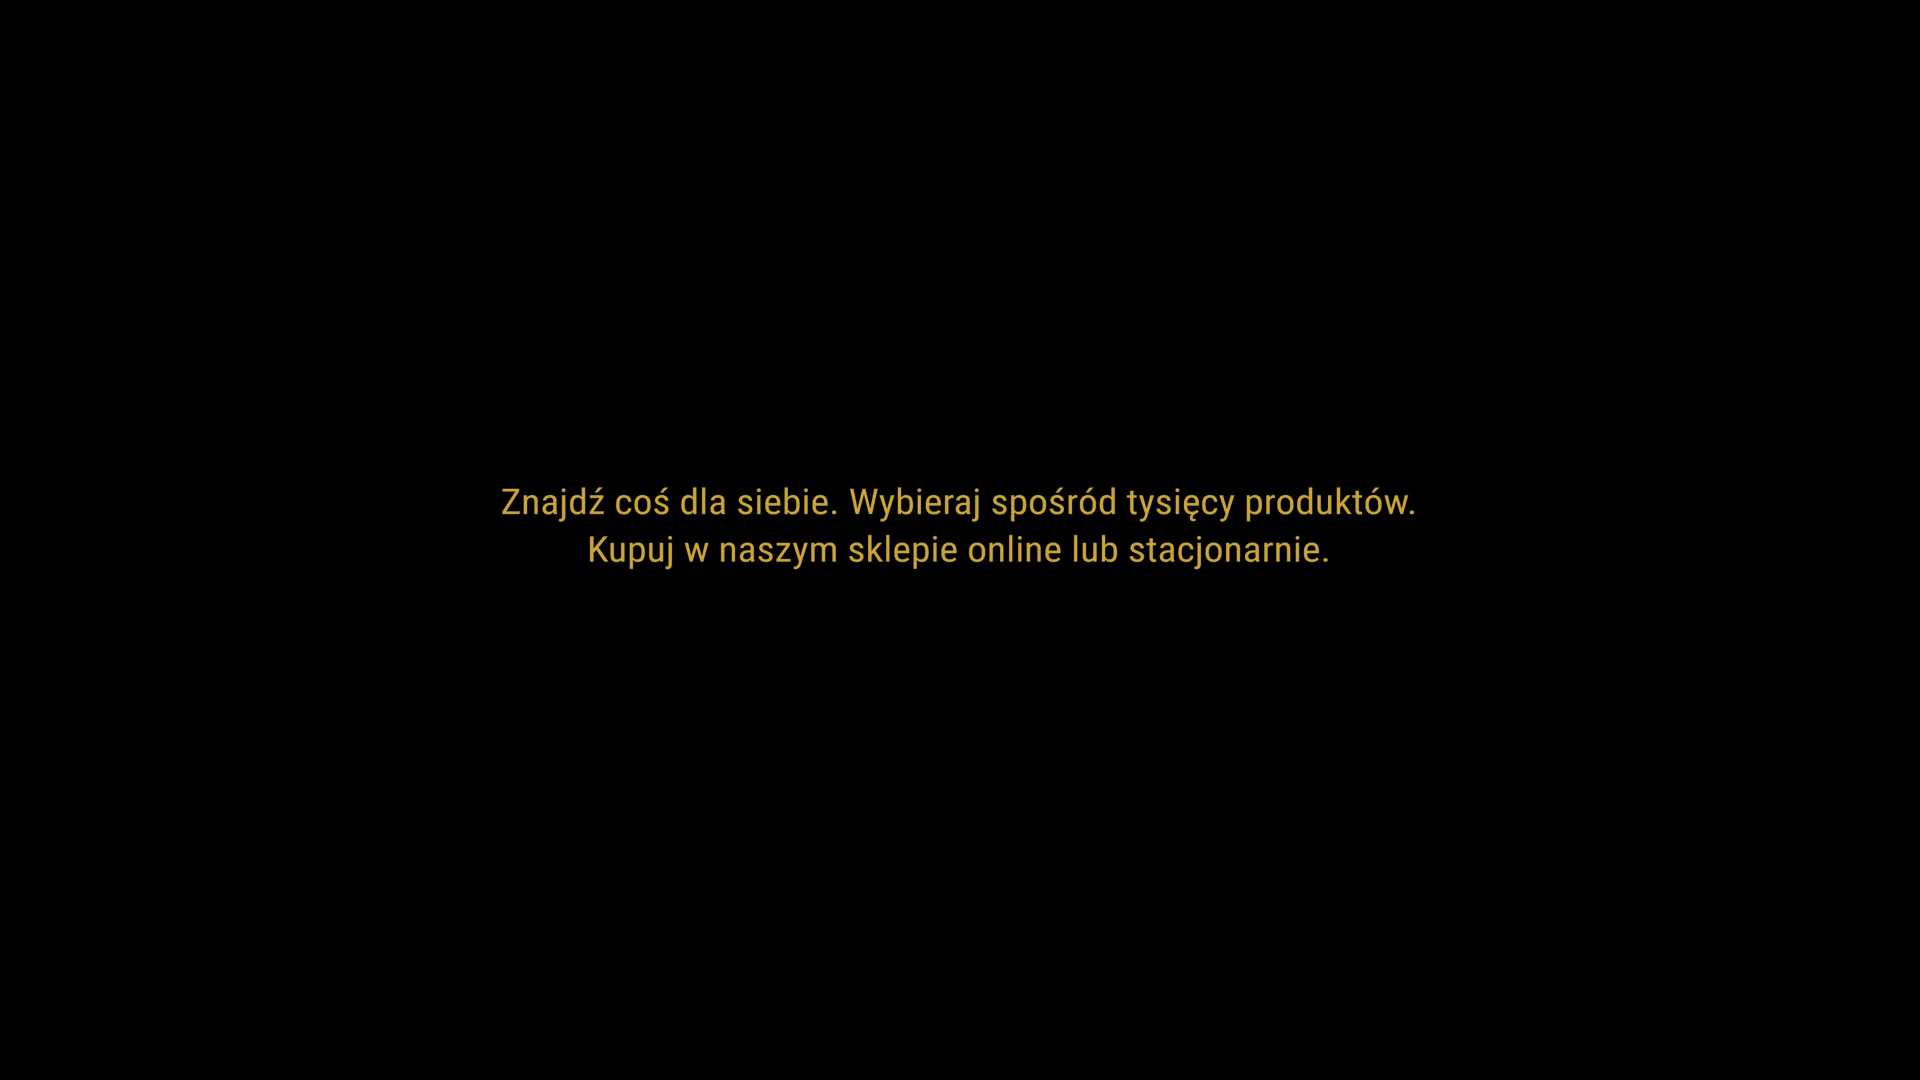 Znajdź coś dla siebie. Wybieraj spośród tysięcy produktów.
Kupuj w naszym sklepie online lub stacjonarnie.